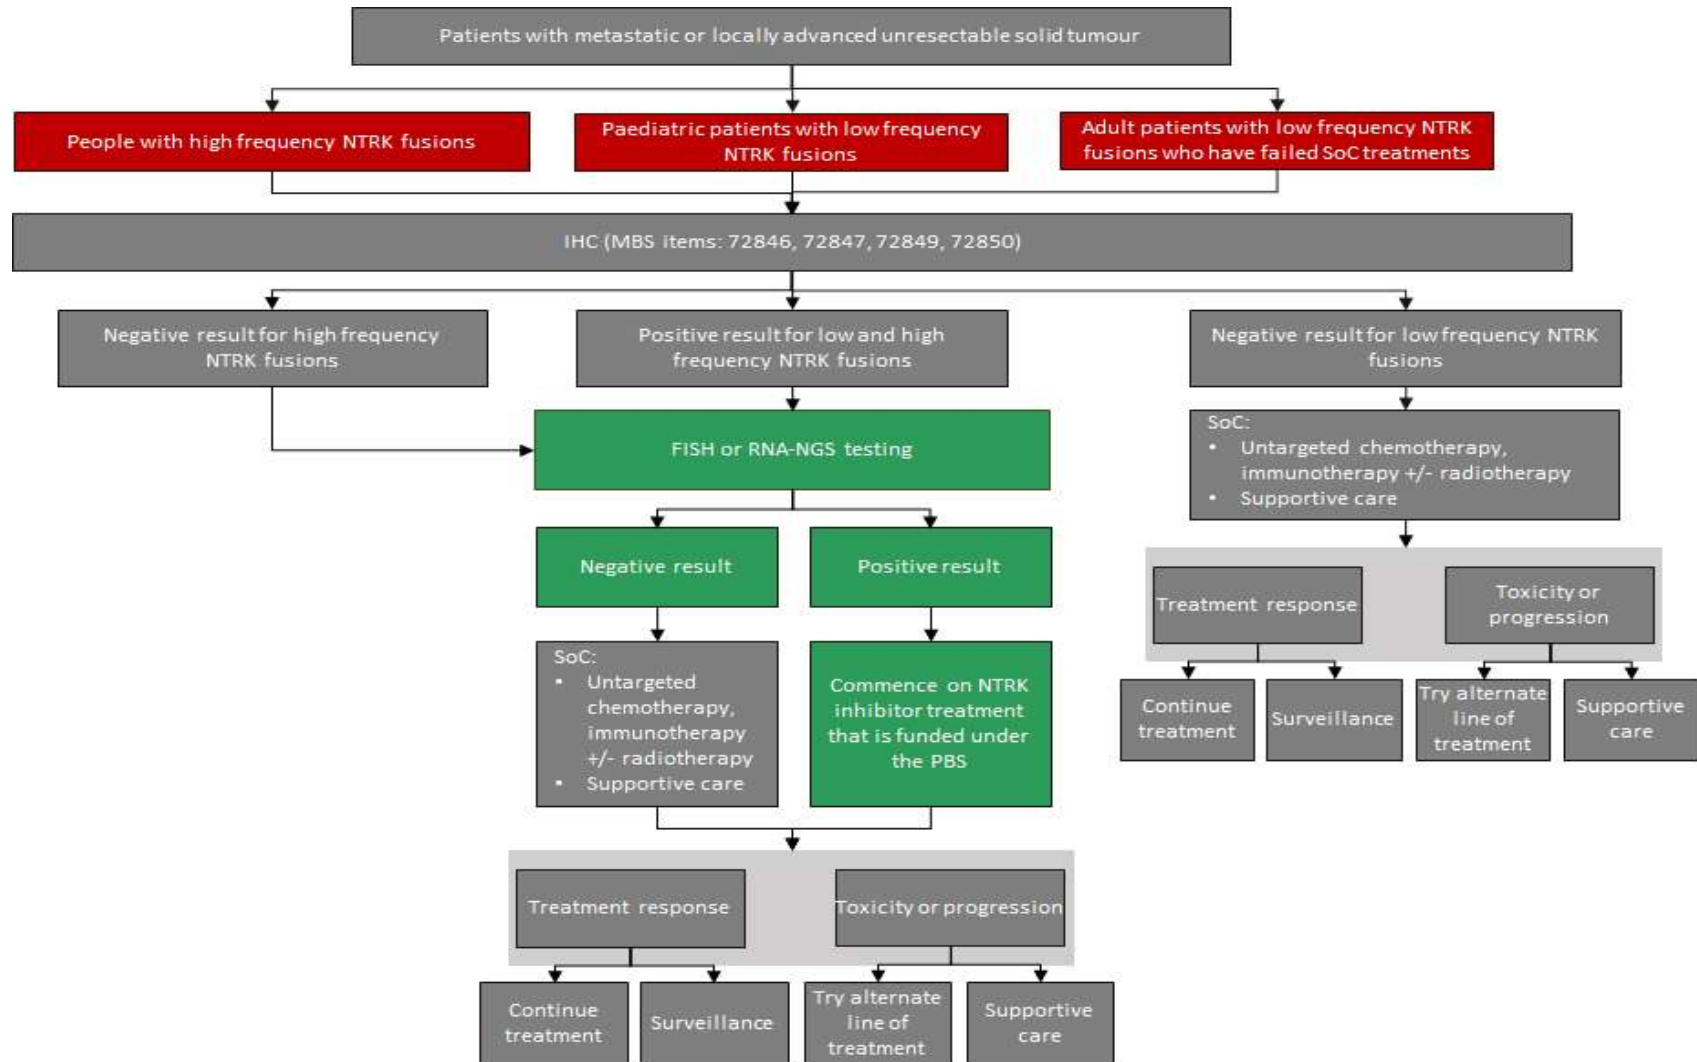 Patients with metastatic or locally advanced unresectable solid tumour
People with high frequency NTRK fusions
Paediatric patients with low frequency
NTRK fusions
Adult patients with low frequency NTRK
fusions who have failed SoC treatments
IHC (MBS items: 72846, 72847, 72849, 72850)
Negative result for high frequency
NTRK fusions
Positive result for low and high
frequency NTRK fusions
Negative result for low frequency NTRK
fusions
FISH or RNA-NGS testing
SoC:
• Untargeted chemotherapy,
immunotherapy +/- radiotherapy
• Supportive care
Negative result
Positive result
Treatment response
Toxicity or
progression
SoC:
• Untargeted
chemotherapy,
immunotherapy
+/- radiotherapy
• Supportive care
Commence on NTRK
inhibitor treatment
that is funded under
the PBS
Continue
treatment
Surveillance
Try alternate
line of
treatment
Supportive
care
Treatment response
Toxicity or progression
Continue
treatment
Surveillance
Try alternate
line of
treatment
Supportive
care